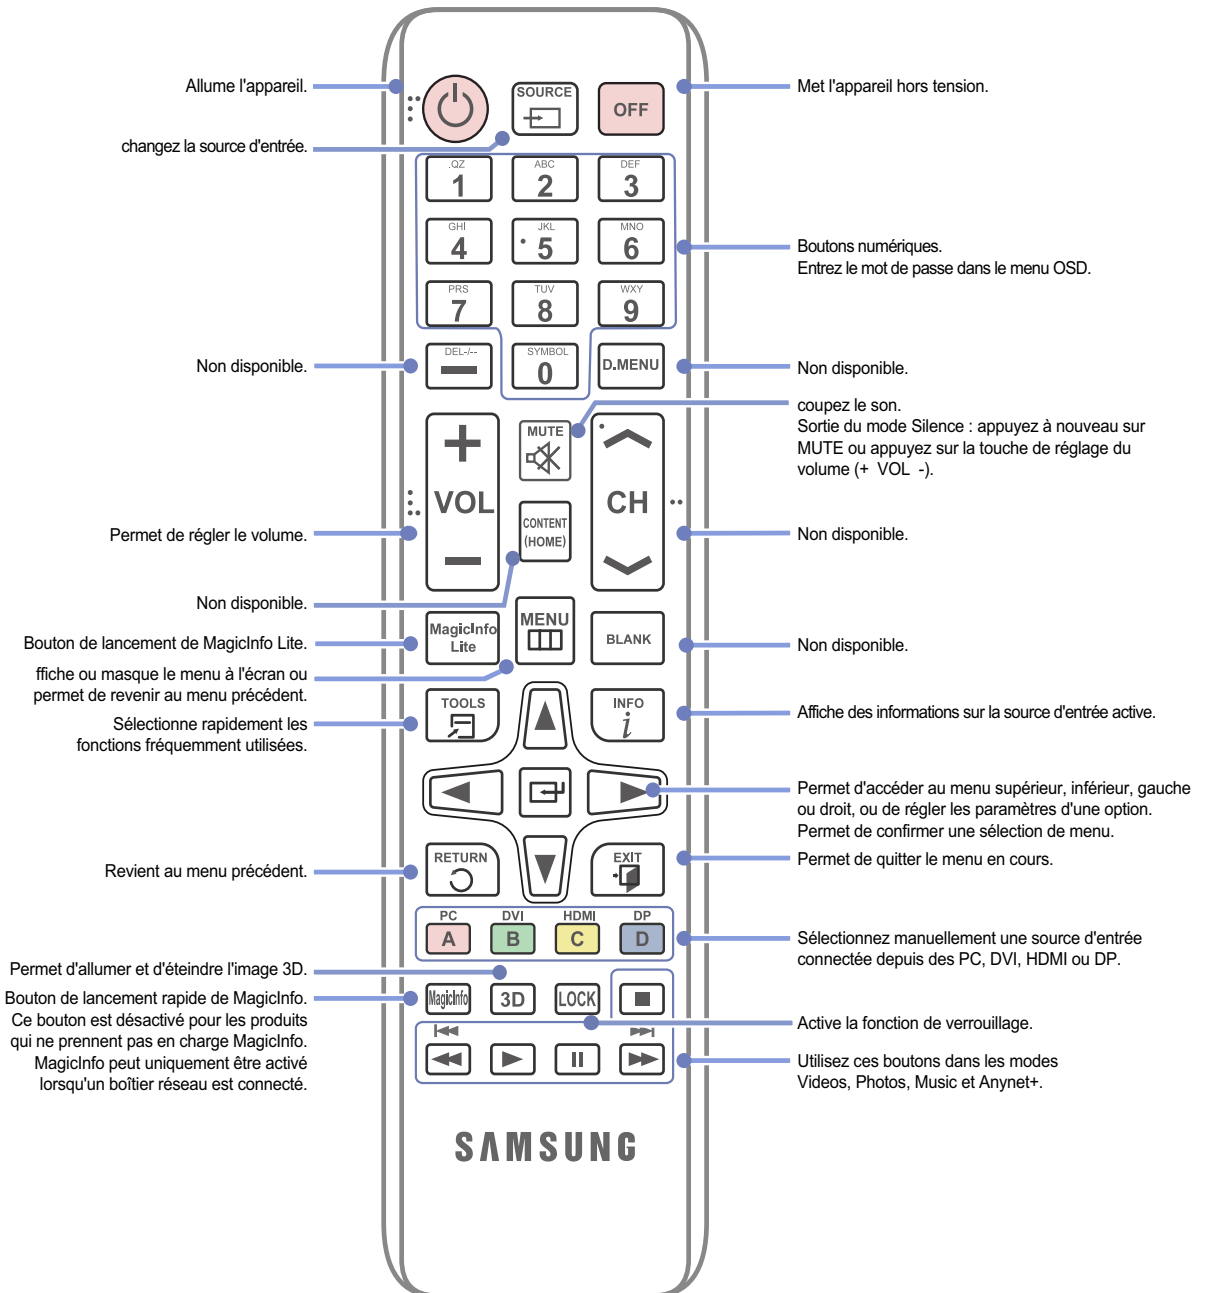 Allume l'appareil.
SOURCE
OFF
Met l'appareil hors tension.
changez la source d'entrée.
.QZ
1
ABC
2
DEF
3
GHI
4
JKL
5
MNO
6
Boutons numériques.
Entrez le mot de passe dans le menu OSD.
PRS
7
TUV
8
WXY
9
Non disponible.
DEL-/--
SYMBOL
0
D.MENU
Non disponible.
coupez le son.
Sortie du mode Silence : appuyez à nouveau sur
MUTE ou appuyez sur la touche de réglage du
volume (+ VOL -).
MUTE
VOL
CH
CONTENT
(HOME)
Permet de régler le volume.
Non disponible.
Non disponible.
Bouton de lancement de MagicInfo Lite.
MagicInfo
Lite
MENU
BLANK
Non disponible.
ffiche ou masque le menu à l'écran ou
permet de revenir au menu précédent.
TOOLS
INFO
i
Affiche des informations sur la source d'entrée active.
Sélectionne rapidement les
fonctions fréquemment utilisées.
Permet d'accéder au menu supérieur, inférieur, gauche
ou droit, ou de régler les paramètres d'une option.
Permet de confirmer une sélection de menu.
Revient au menu précédent.
RETURN
EXIT
Permet de quitter le menu en cours.
PC
DVI
HDMI
DP
A
B
C
D
Sélectionnez manuellement une source d'entrée
connectée depuis des PC, DVI, HDMI ou DP.
Permet d'allumer et d'éteindre l'image 3D.
Bouton de lancement rapide de MagicInfo.
Ce bouton est désactivé pour les produits
qui ne prennent pas en charge MagicInfo.
MagicInfo peut uniquement être activé
lorsqu'un boîtier réseau est connecté.
MagicInfo
3D
LOCK
Active la fonction de verrouillage.
Utilisez ces boutons dans les modes
Videos, Photos, Music et Anynet+.
SAMSUNG